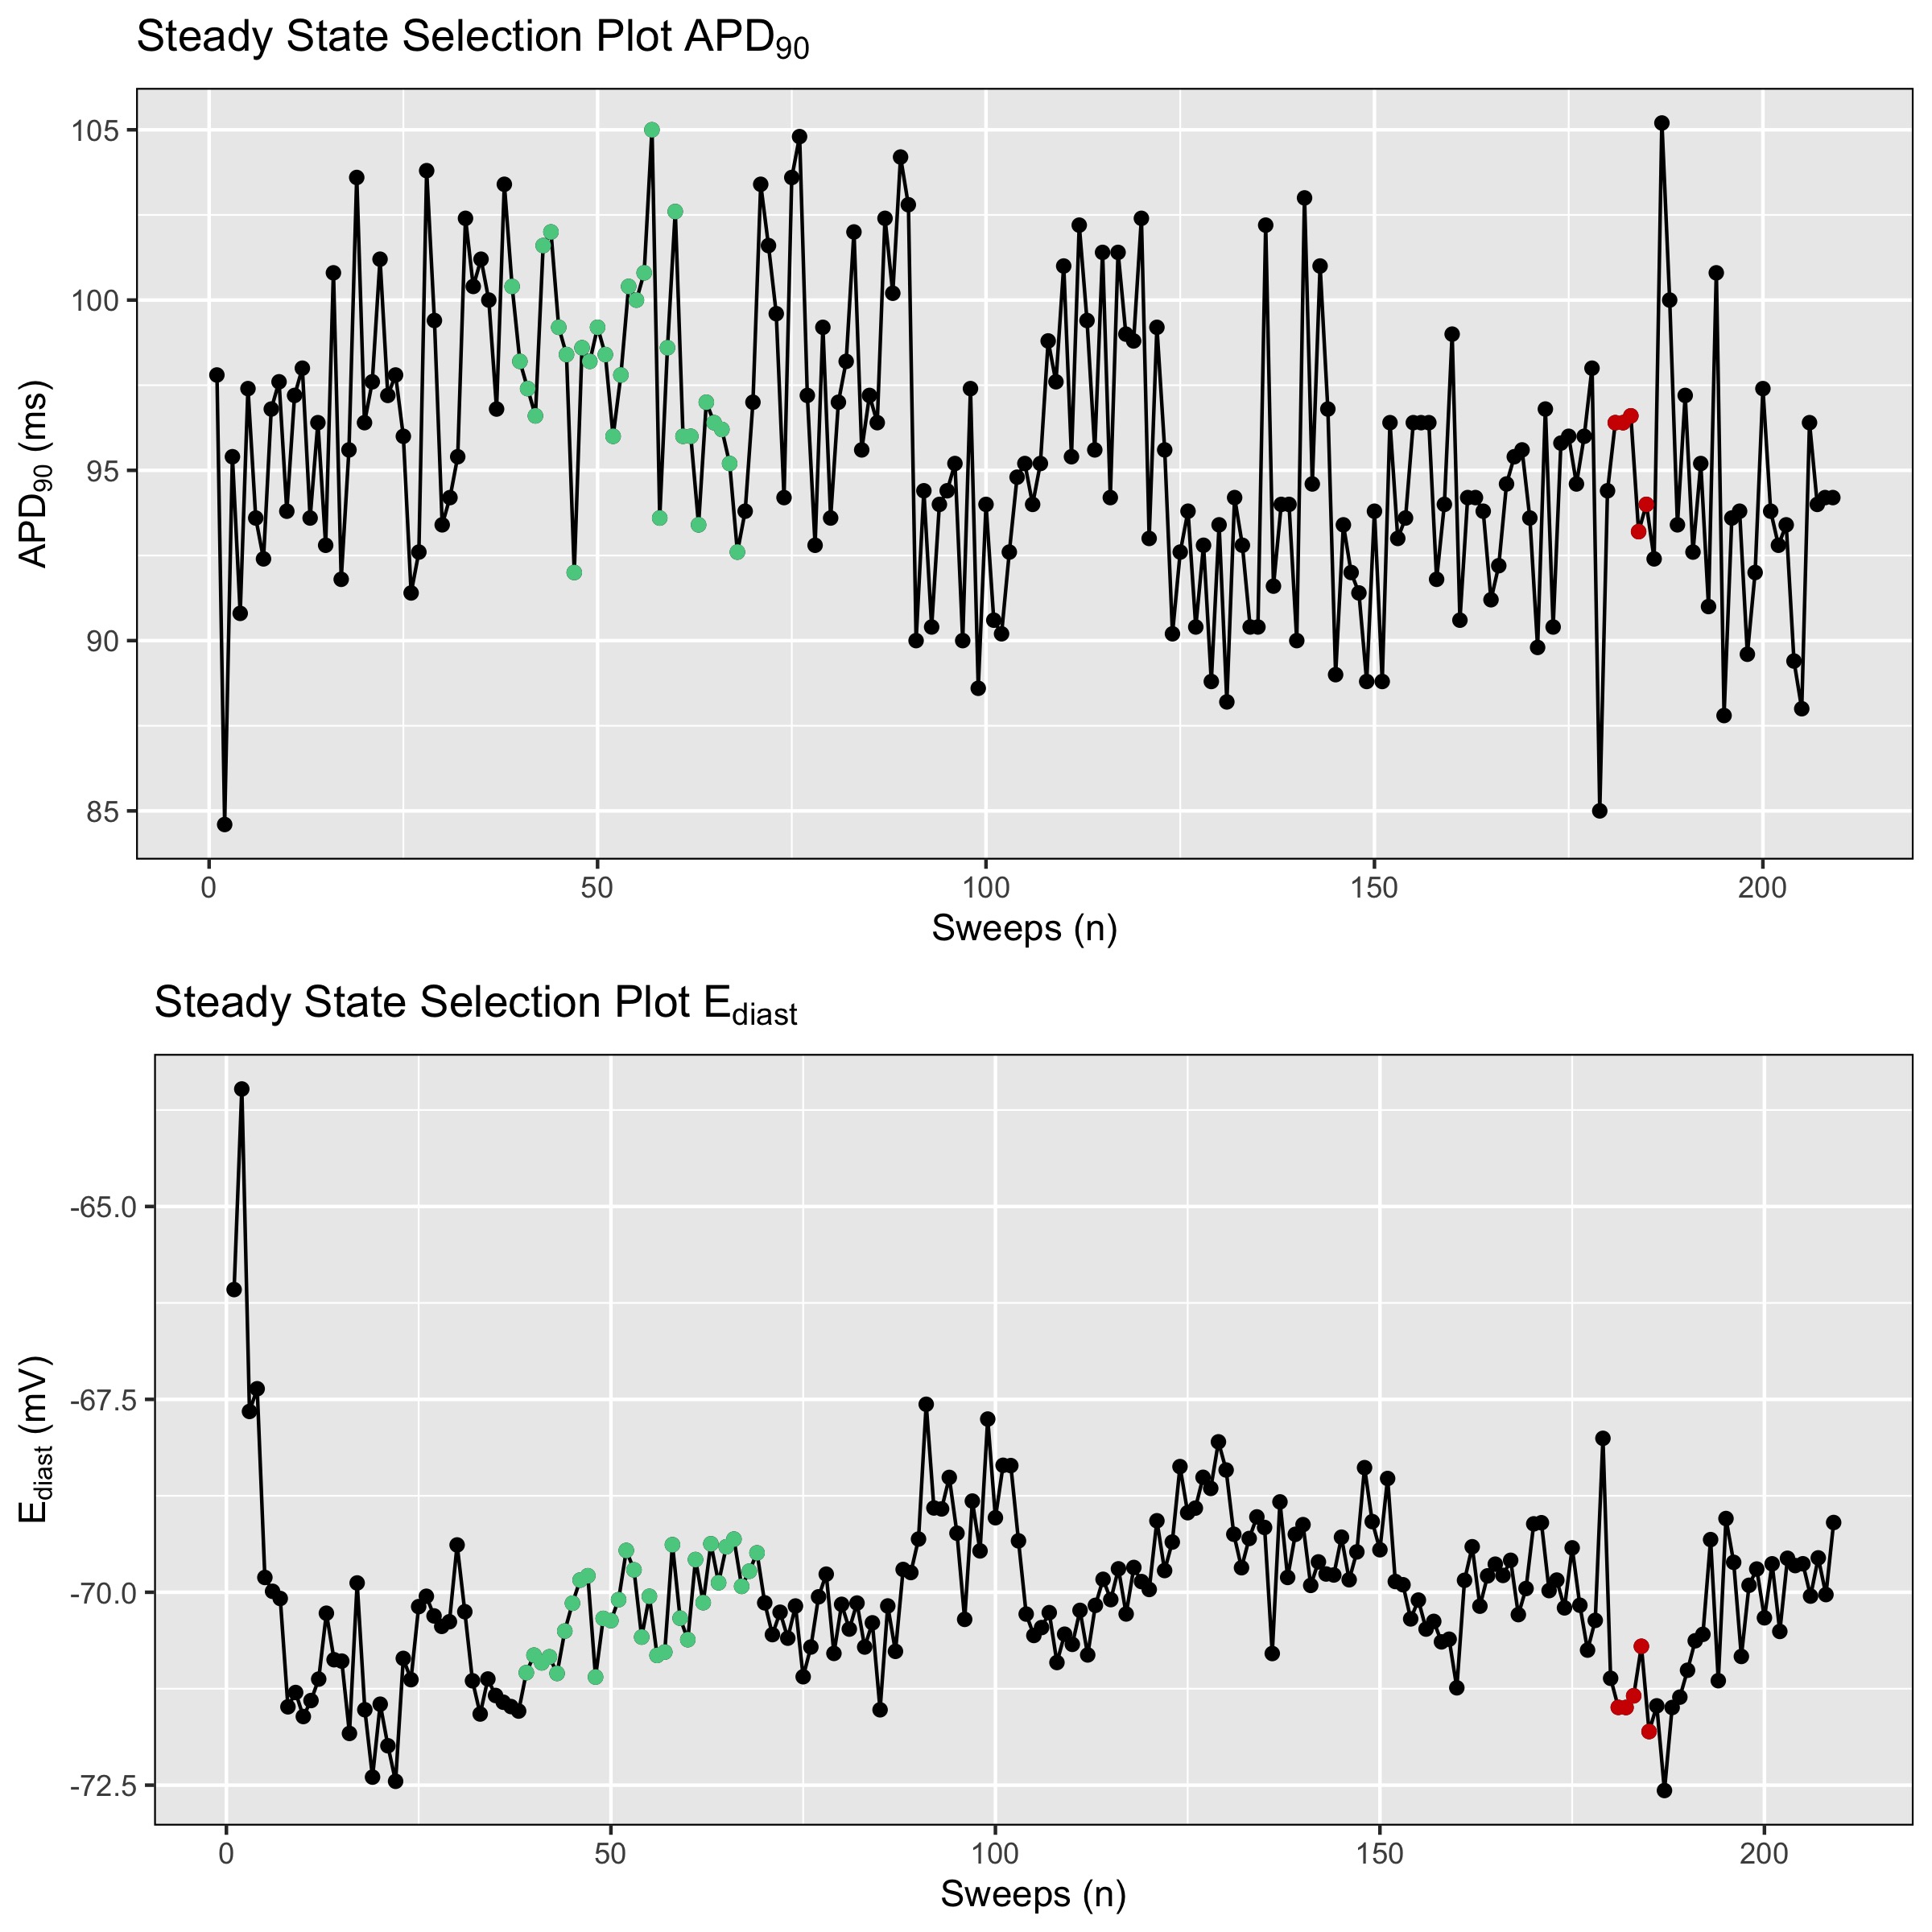 Steady State Selection Plot APD90
105
100
95
90
85
APD90 (ms)
0 50 100 150 200
Sweeps (n)
Steady State Selection Plot Ediast
-65.0
-67.5
-70.0
-72.5
Ediast (mV)
0 50 100 150 200
Sweeps (n)